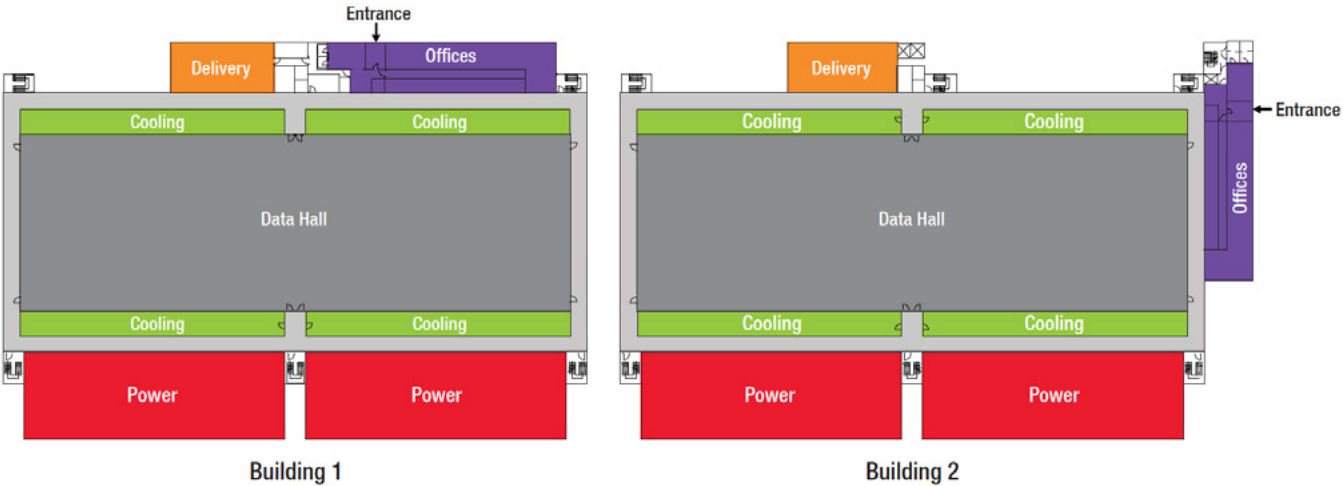 Entrance
Delivery
Offices
Cooling
Cooling
Data Hall
Cooling
Cooling
Power
Power
Building 1
Delivery
Entrance
Offices
Cooling
Cooling
Data Hall
Cooling
Cooling
Power
Power
Building 2